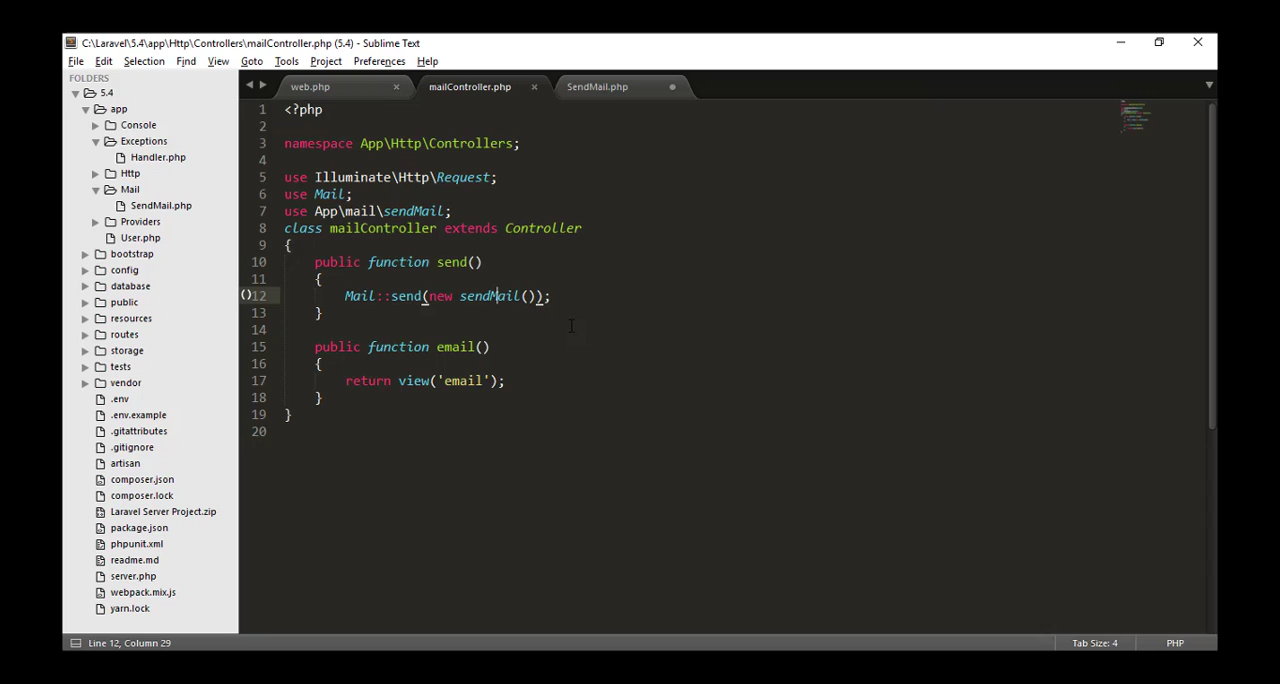 C:\Laravel\5.4\app\Http\Controllers\mailController.php (5.4) - Sublime Text
File Edit Selection Find View Goto Tools Project Preferences Help
FOLDERS
5.4
app
Console
Exceptions
Handler.php
Http
Mail
SendMail.php
Providers
User.php
bootstrap
config
database
public
resources
routes
storage
tests
vendor
.env
.env.example
.gitattributes
.gitignore
artisan
composer.json
composer.lock
Laravel Server Project.zip
package.json
phpunit.xml
readme.md
server.php
webpack.mix.js
yarn.lock
web.php mailController.php SendMail.php
1 <?php
2
3 namespace App\Http\Controllers;
4
5 use Illuminate\Http\Request;
6 use Mail;
7 use App\mail\sendMail;
8 class mailController extends Controller
9 {
10 public function send()
11 {
12 Mail::send(new sendMail());
13 }
14
15 public function email()
16 {
17 return view('email');
18 }
19 }
20
Line 12, Column 29 Tab Size: 4 PHP